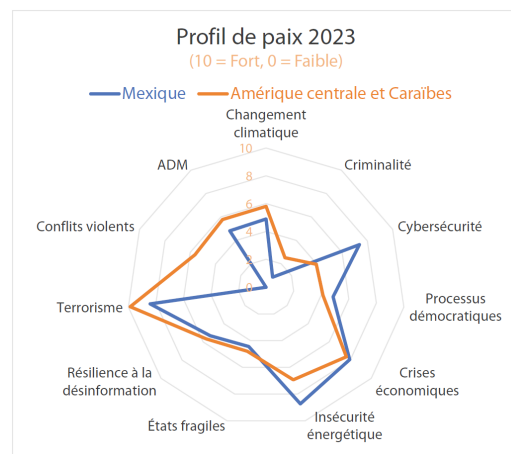 Profil de paix 2023
(10 = Fort, 0 = Faible)
Mexique
Amérique centrale et Caraïbes
Changement
climatique
Criminalité
Cybersécurité
Processus
démocratiques
Crises
économiques
Insécurité
énergétique
États fragiles
Résilience à la
désinformation
Terrorisme
Conflits violents
ADM
10
8
6
4
2
0